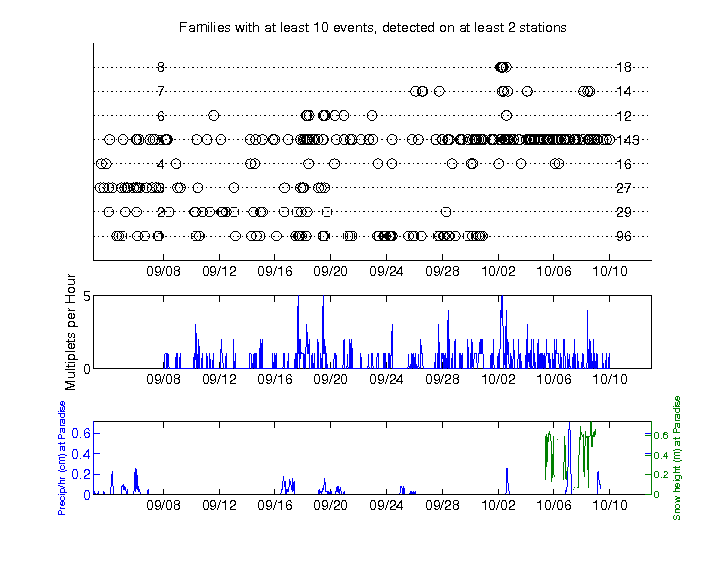 Families with at least 10 events, detected on at least 2 stations
8 18
7 14
6 12
143
4 16
27
2 29
96
09/08 09/12 09/16 09/20 09/24 09/28 10/02 10/06 10/10
Multiplets per Hour
5
0
09/08 09/12 09/16 09/20 09/24 09/28 10/02 10/06 10/10
Precip/hr (cm) at Paradise
0.6
0.4
0.2
0
Snow height (m) at Paradise
0.6
0.4
0.2
0
09/08 09/12 09/16 09/20 09/24 09/28 10/02 10/06 10/10